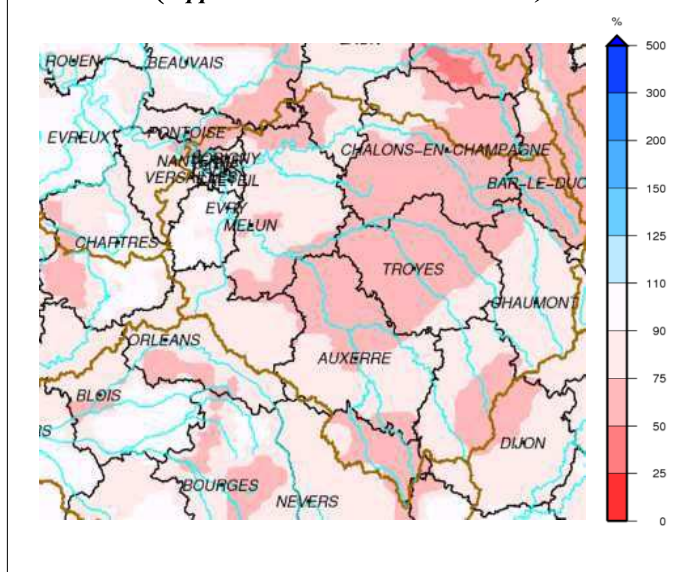 %
ROUEN
BEAUVAIS
500
300
EVREUX
PONTOISE
200
CHALONS-EN-CHAMPAGNE
VERSAILLES
BAR-LE-DUC
150
EVRY
MELUN
125
CHARTRES
TROYES
110
CHAUMONT
90
ORLEANS
AUXERRE
75
BLOIS
50
DIJON
25
BOURGES
NEVERS
0